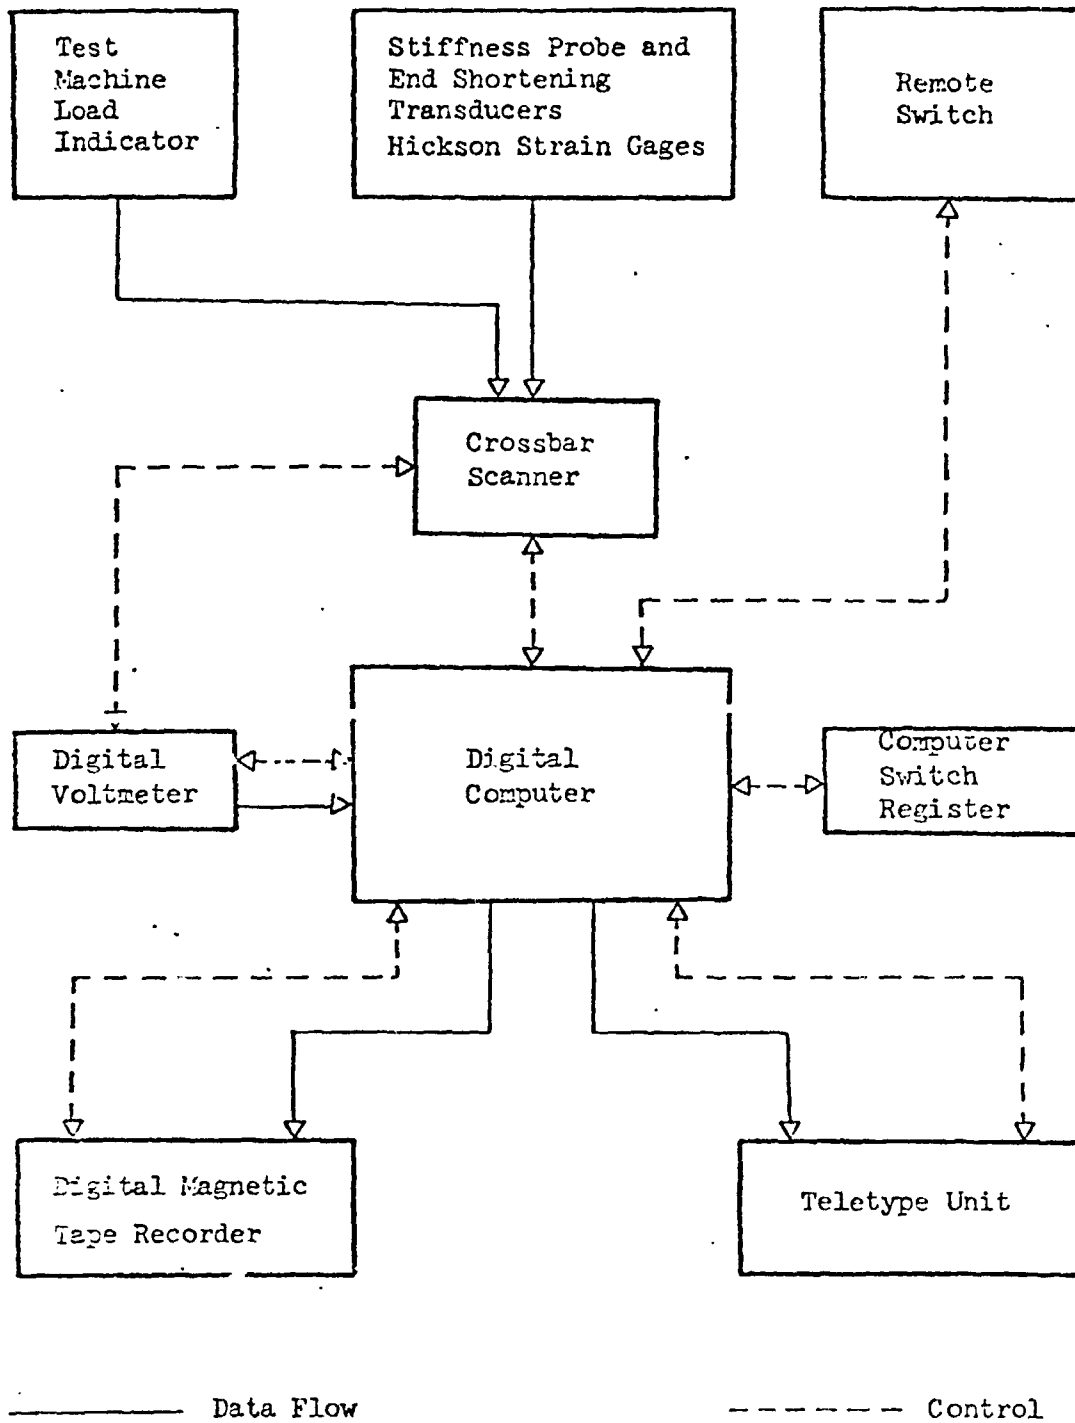 Test
Machine
Load
Indicator
Stiffness Probe and
End Shortening
Transducers
Hickson Strain Gages
Remote
Switch
Crossbar
Scanner
Digital
Voltmeter
Digital
Computer
Computer
Switch
Register
Digital Magnetic
Tape Recorder
Teletype Unit
Data Flow
Control